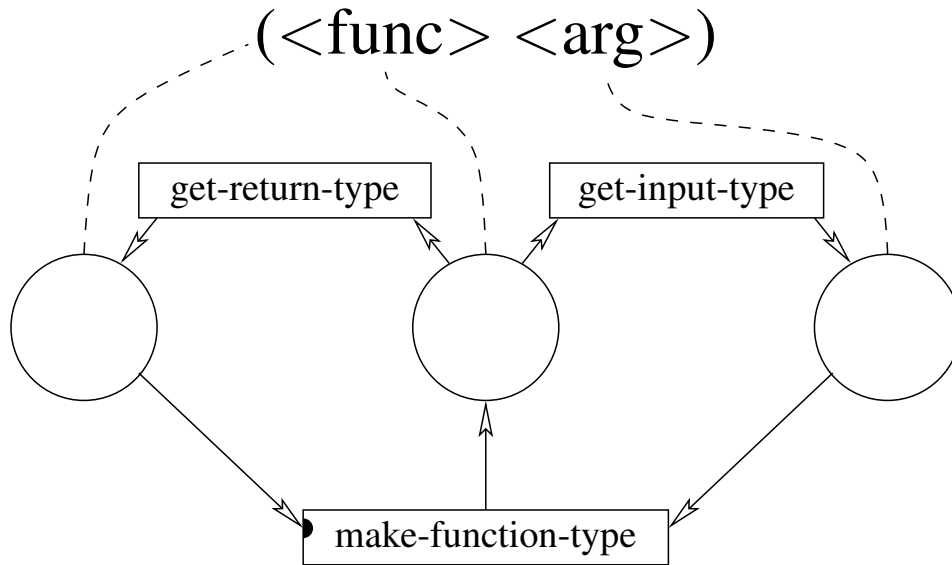 (<func> <arg>)
get-return-type
get-input-type
make-function-type